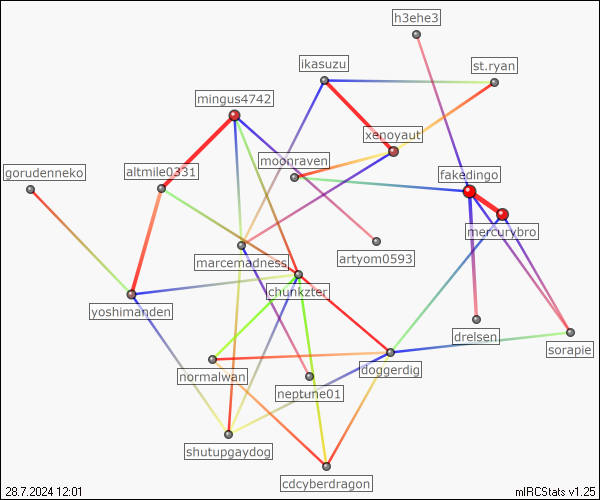 h3ehe3
ikasuzu
st.ryan
mingus4742
xenoyaut
moonraven
gorudenneko
altmile0331
fakedingo
mercurybro
marcemadness
artyom0593
chunkzter
yoshimanden
drelsen
sorapie
normalwan
doggerdig
neptune01
shutupgaydog
cdcyberdragon
28.7.2024 12:01
mIRCStats v1.25